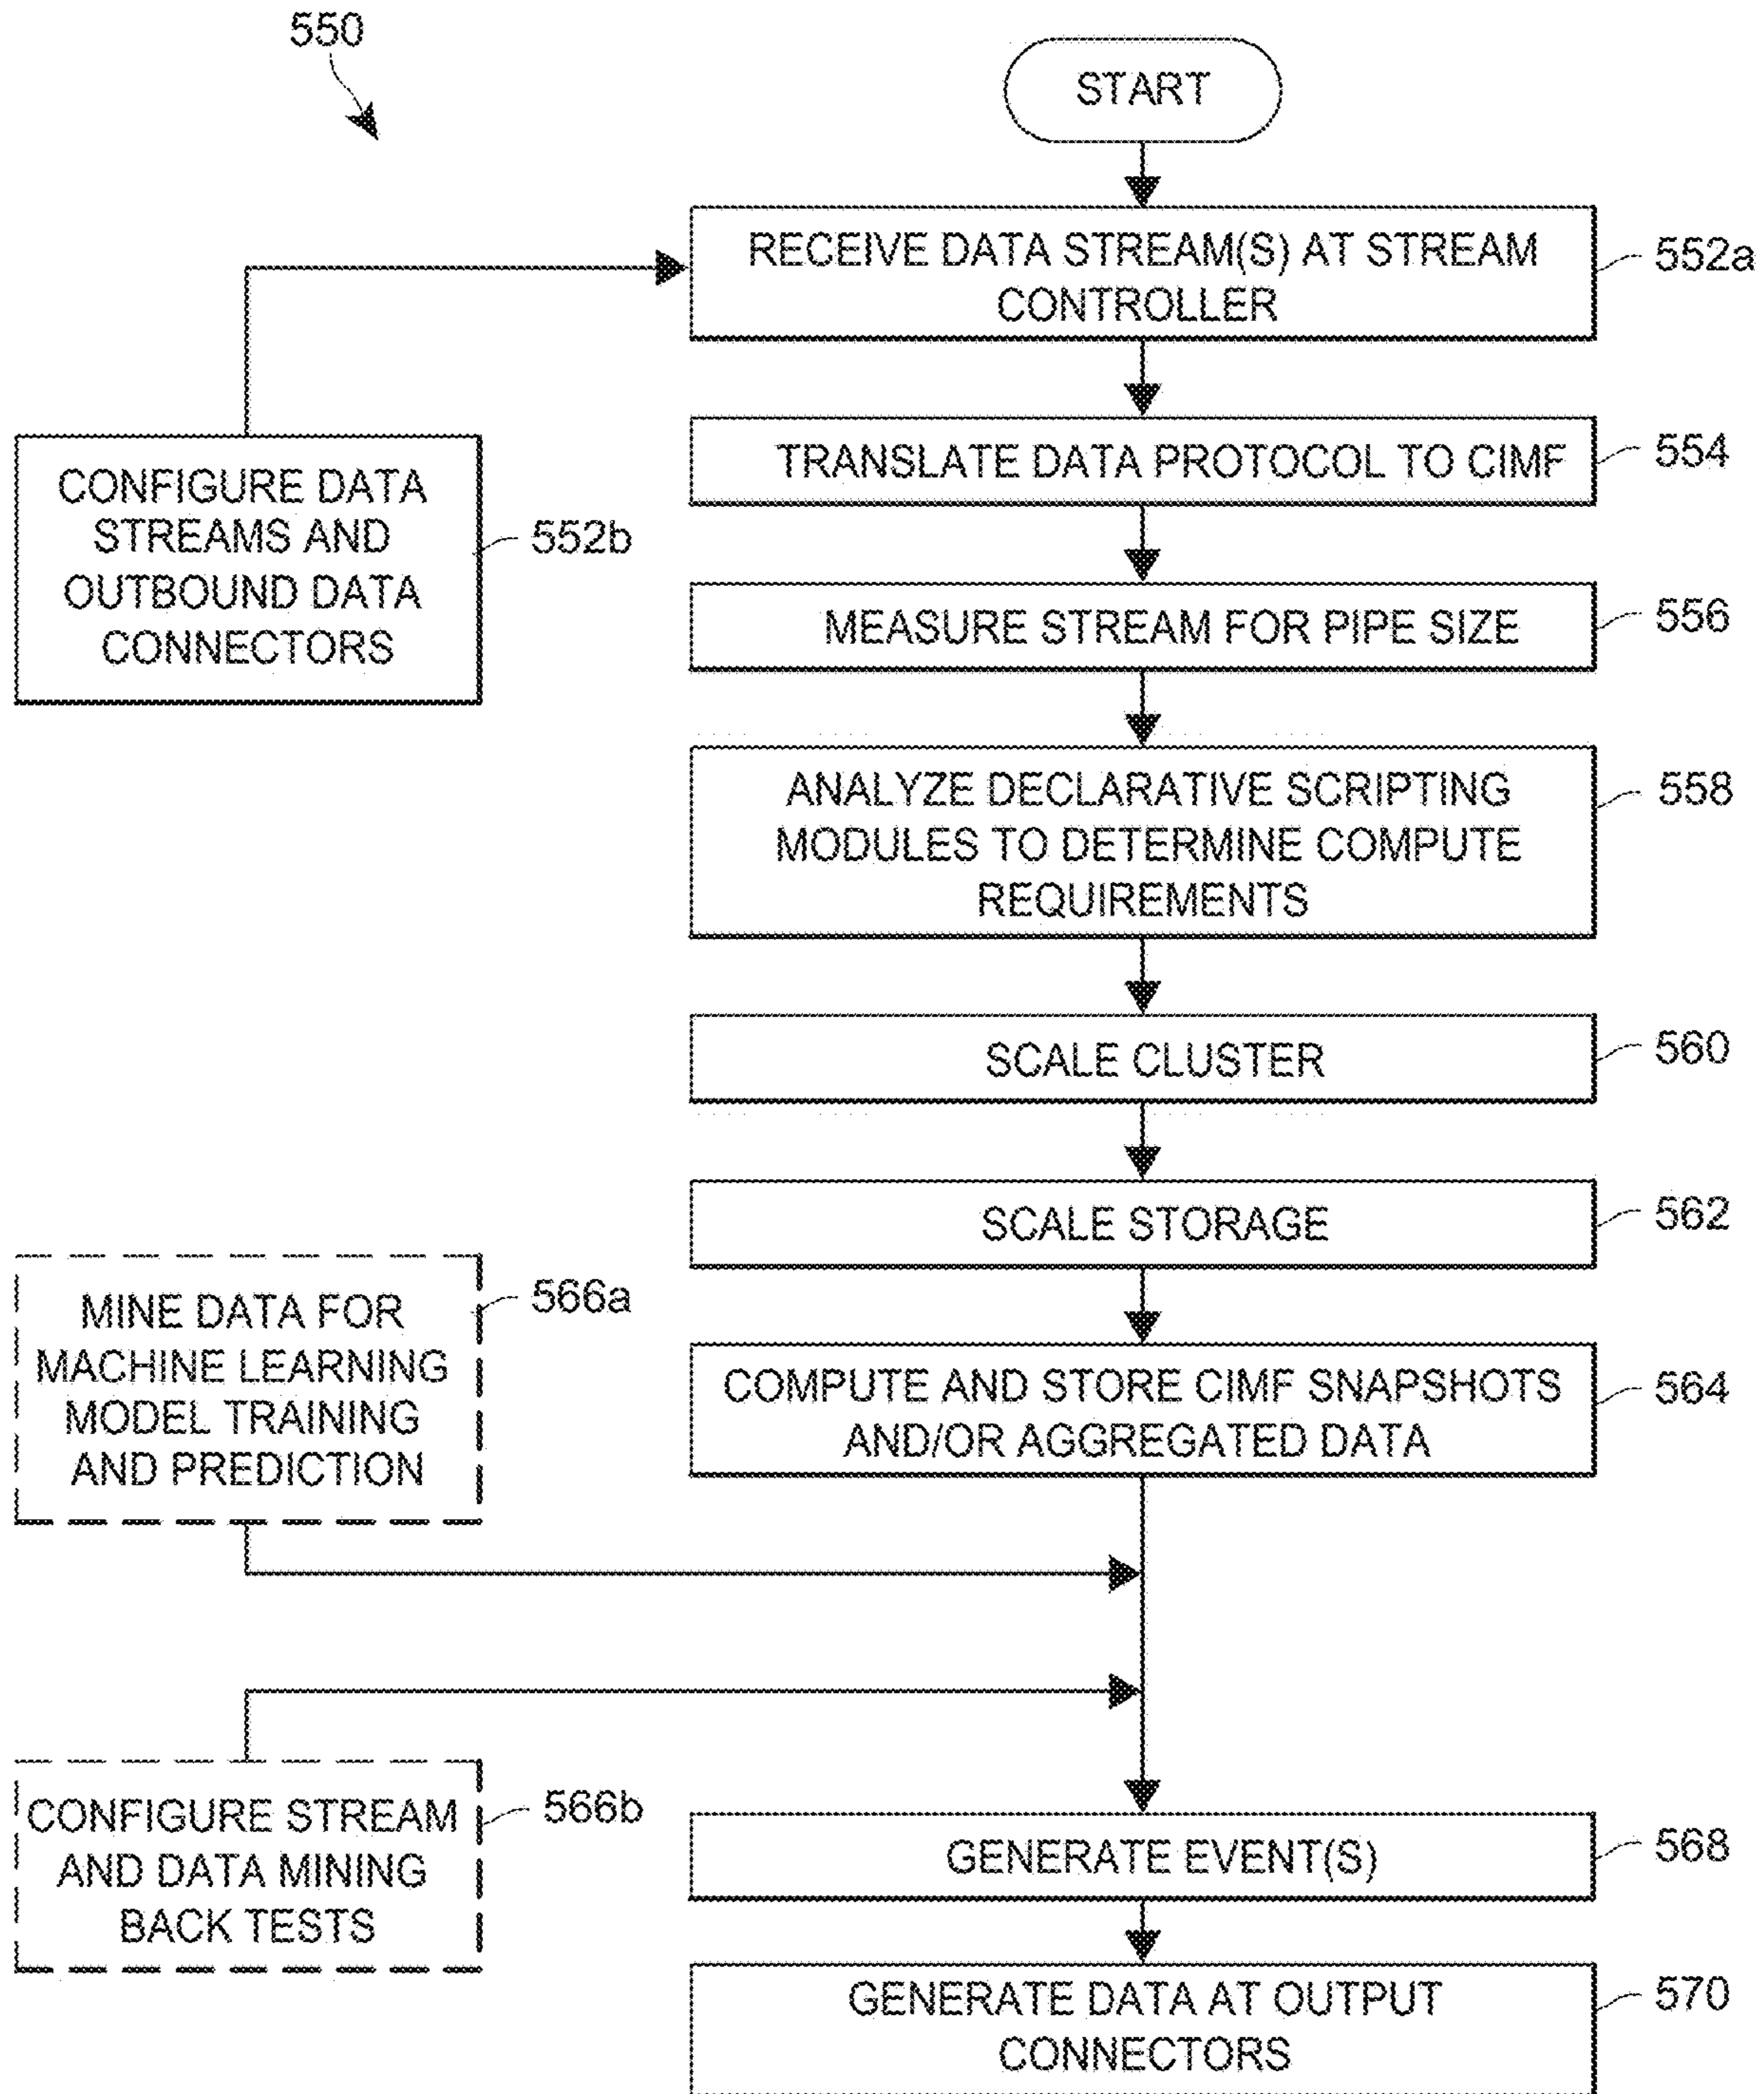 550
START
RECEIVE DATA STREAM(S) AT STREAM
CONTROLLER
552a
CONFIGURE DATA
STREAMS AND
OUTBOUND DATA
CONNECTORS
552b
TRANSLATE DATA PROTOCOL TO CIMF
554
MEASURE STREAM FOR PIPE SIZE
556
ANALYZE DECLARATIVE SCRIPTING
MODULES TO DETERMINE COMPUTE
REQUIREMENTS
558
SCALE CLUSTER
560
SCALE STORAGE
562
COMPUTE AND STORE CIMF SNAPSHOTS
AND/OR AGGREGATED DATA
564
MINE DATA FOR
MACHINE LEARNING
MODEL TRAINING
AND PREDICTION
566a
CONFIGURE STREAM
AND DATA MINING
BACK TESTS
566b
GENERATE EVENT(S)
568
GENERATE DATA AT OUTPUT
CONNECTORS
570